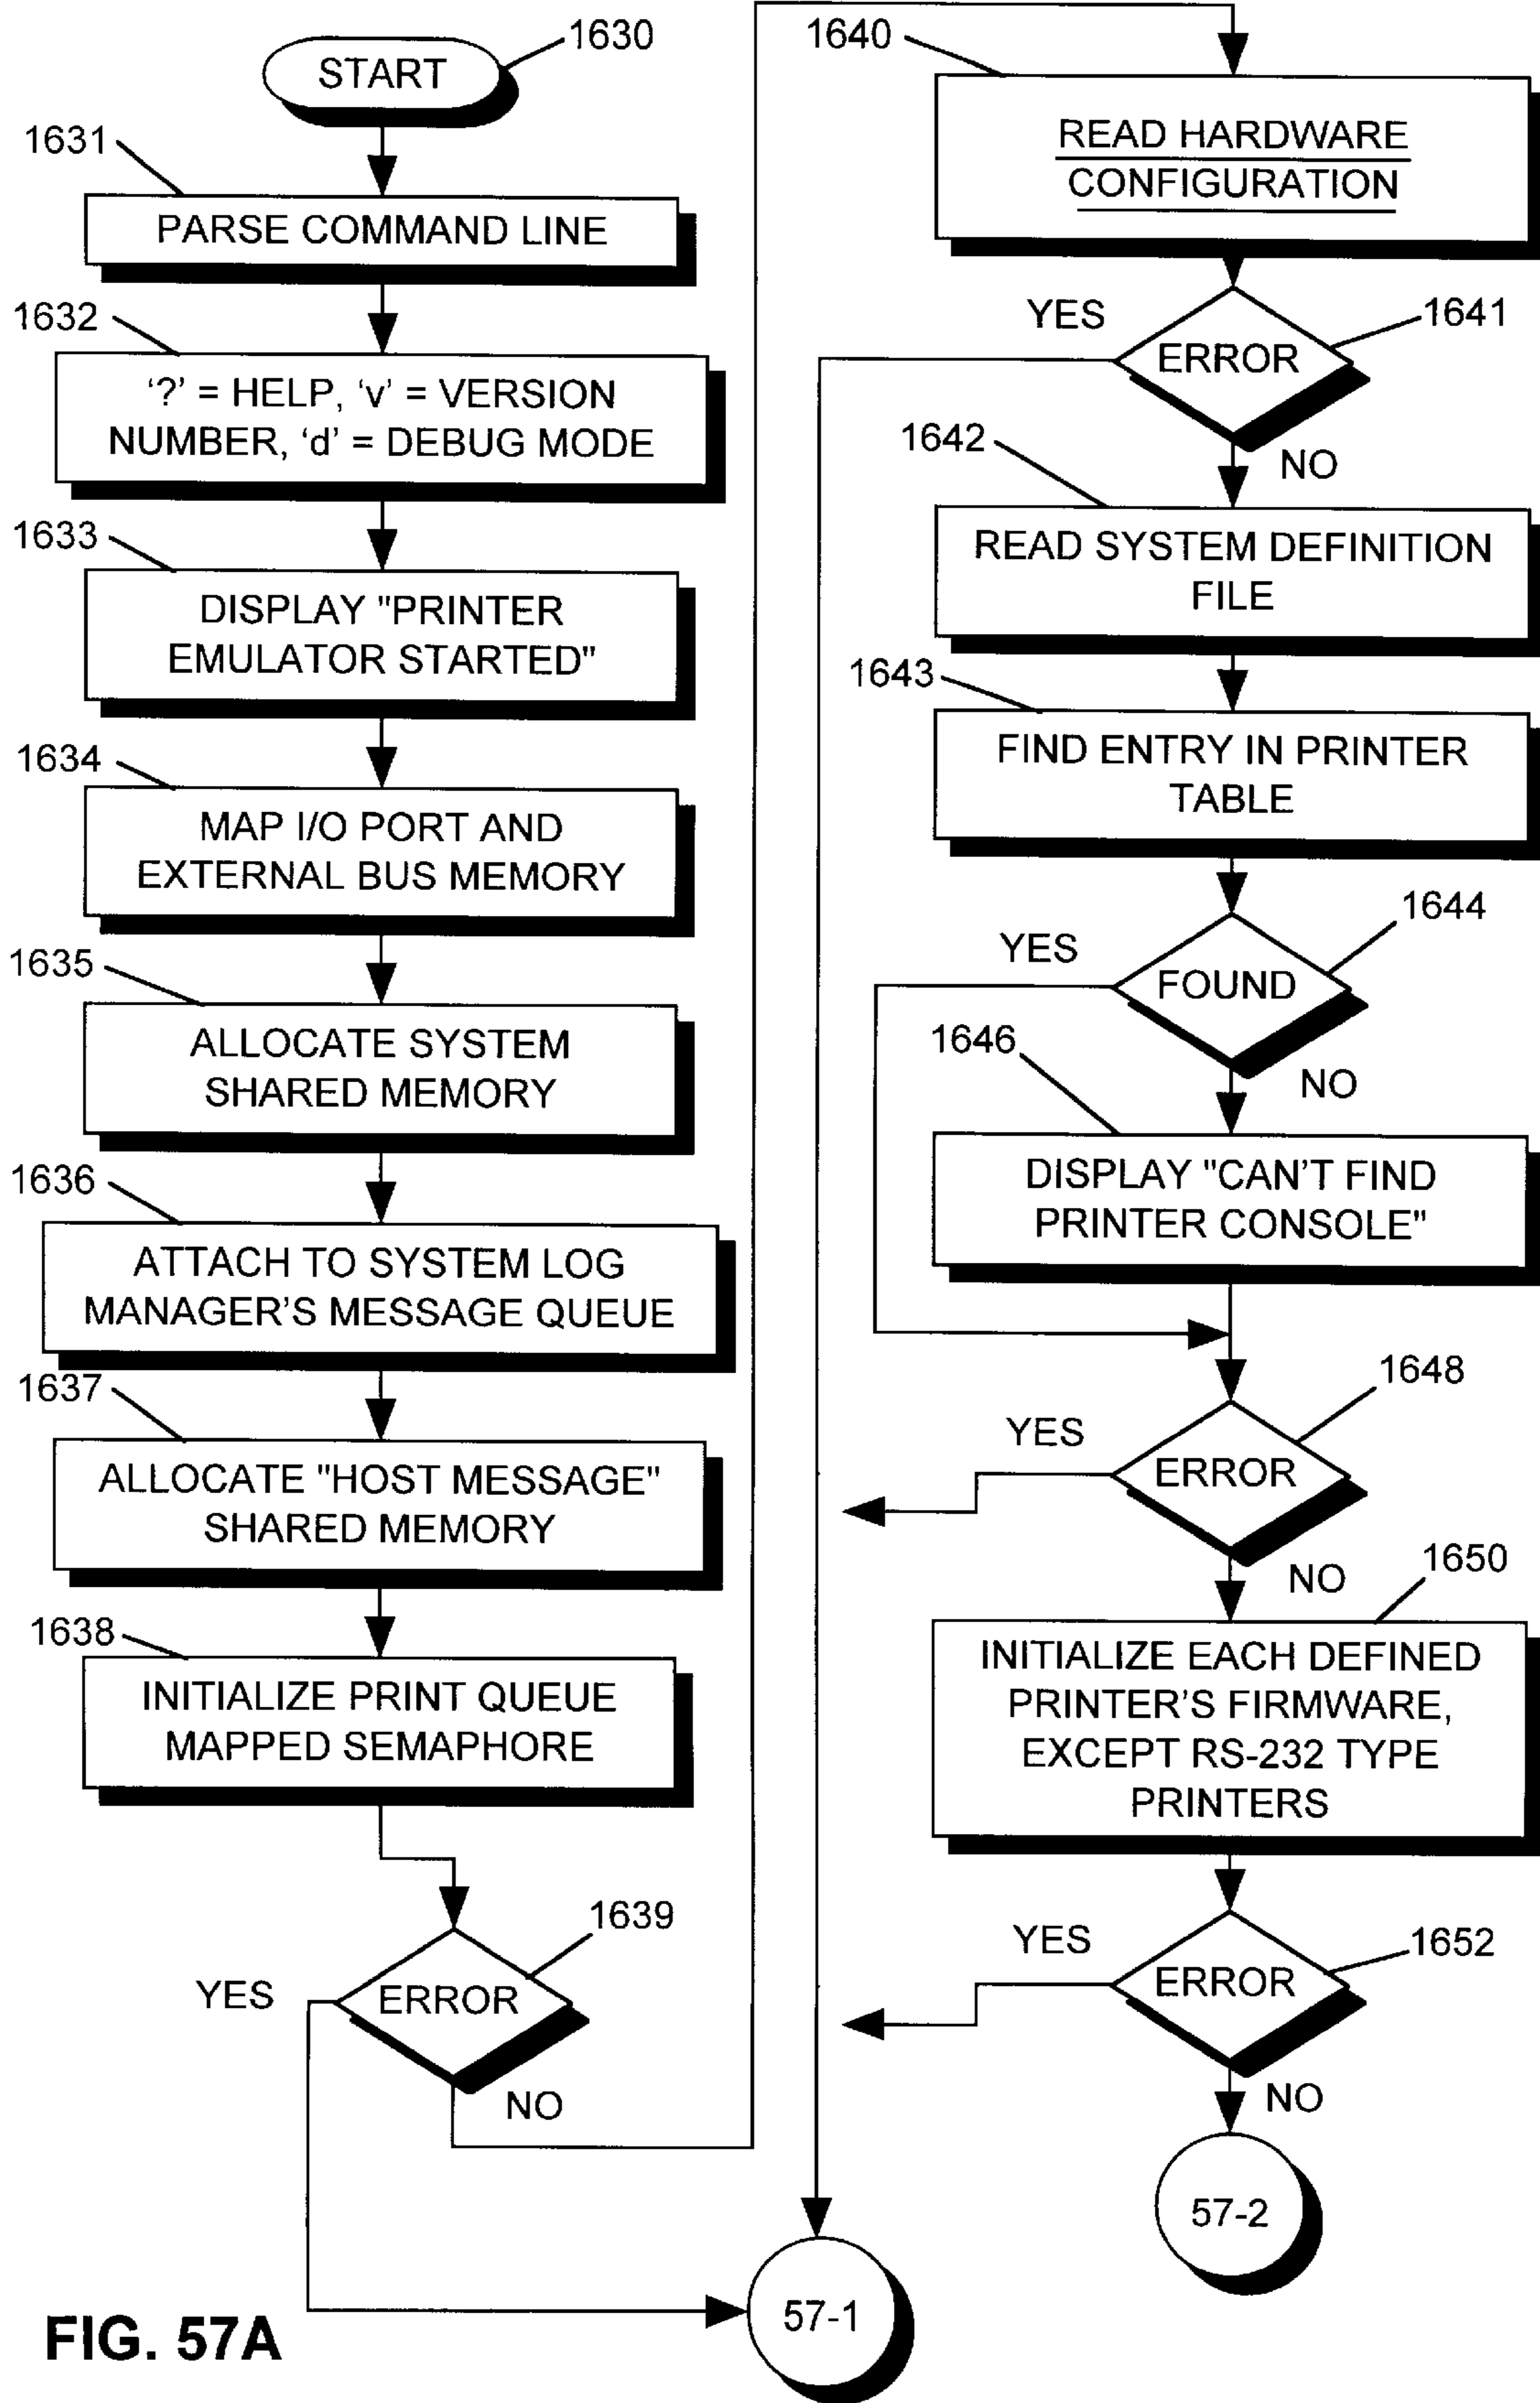 1630
START
1631
PARSE COMMAND LINE
1632
‘?’ = HELP, ‘v’ = VERSION
NUMBER, ‘d’ = DEBUG MODE
1633
DISPLAY "PRINTER
EMULATOR STARTED"
1634
MAP I/O PORT AND
EXTERNAL BUS MEMORY
1635
ALLOCATE SYSTEM
SHARED MEMORY
1636
ATTACH TO SYSTEM LOG
MANAGER'S MESSAGE QUEUE
1637
ALLOCATE "HOST MESSAGE"
SHARED MEMORY
1638
INITIALIZE PRINT QUEUE
MAPPED SEMAPHORE
1639
YES
ERROR
NO
1640
READ HARDWARE
CONFIGURATION
YES
1641
ERROR
NO
1642
READ SYSTEM DEFINITION
FILE
1643
FIND ENTRY IN PRINTER
TABLE
1644
YES
FOUND
NO
1646
DISPLAY "CAN'T FIND
PRINTER CONSOLE"
1648
YES
ERROR
NO
1650
INITIALIZE EACH DEFINED
PRINTER'S FIRMWARE,
EXCEPT RS-232 TYPE
PRINTERS
YES
1652
ERROR
NO
57-2
57-1
FIG. 57A